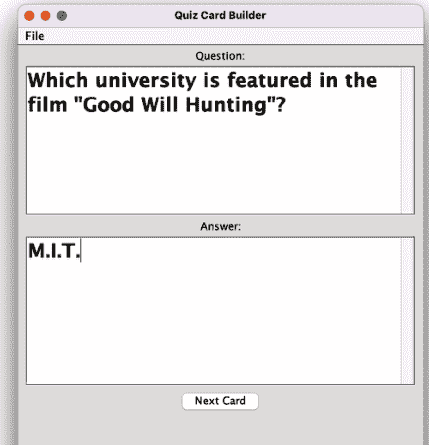 Quiz Card Builder
File
Question:
Which university is featured in the
film "Good Will Hunting"?
Answer:
M.I.T.
Next Card